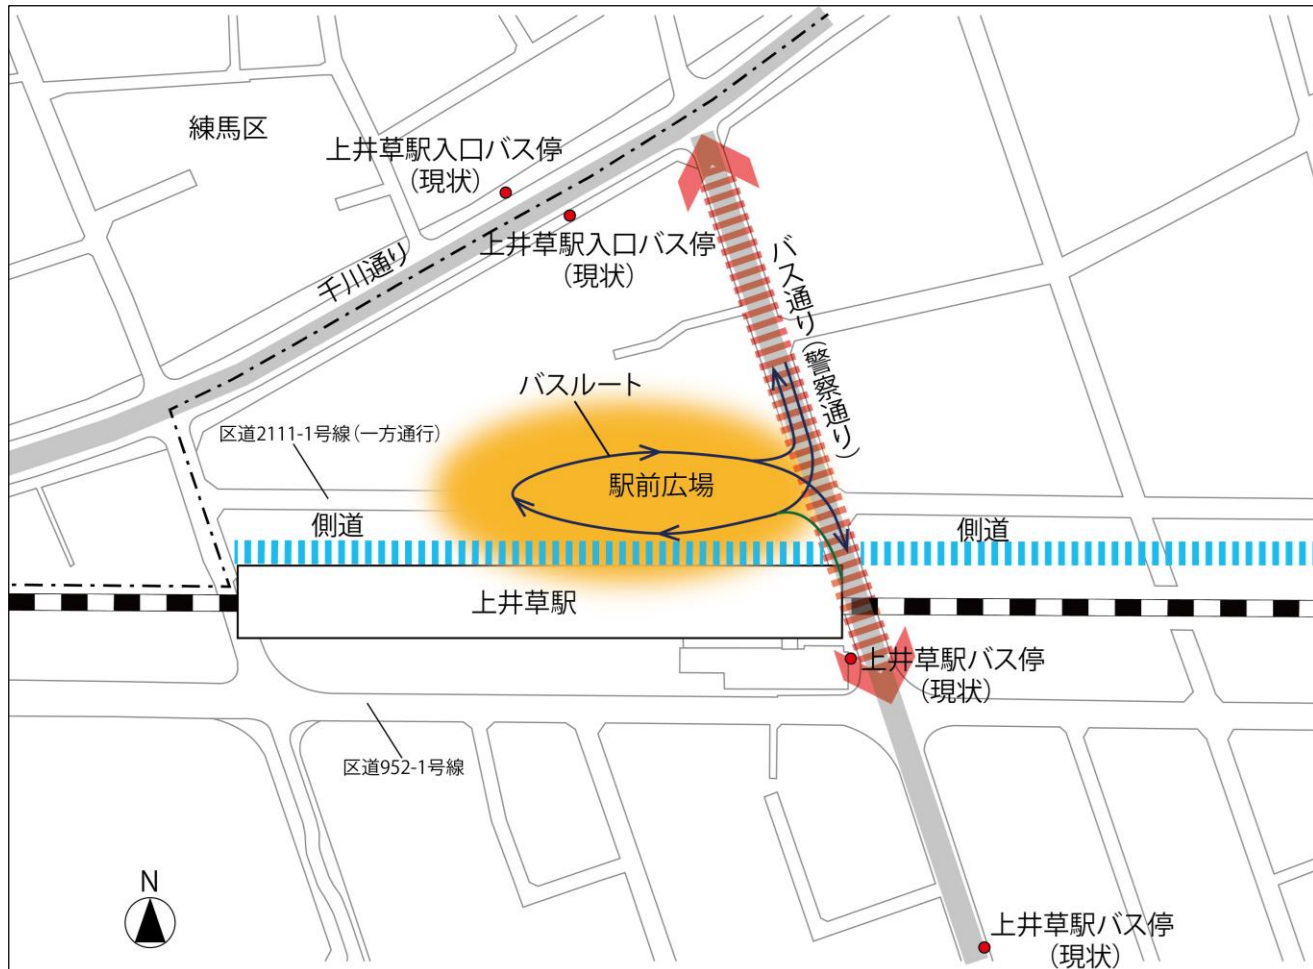 練馬区
上井草駅入口バス停
(現状)
上井草駅入口バス停
(現状)
千川通り
バス通り(警察通り)
バスルート
区道2111-1号線(一方通行)
駅前広場
側道
側道
上井草駅
上井草駅バス停
(現状)
区道952-1号線
N
上井草駅バス停
(現状)